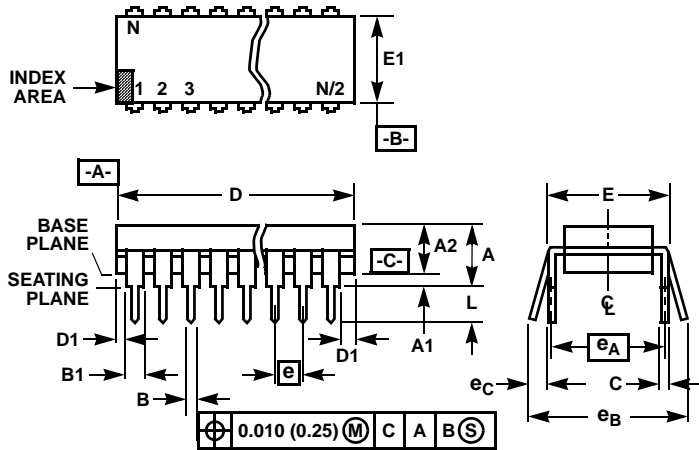 N
E1
INDEX
AREA
1 2 3 N/2
-B-
-A-
D
E
BASE
PLANE
A2 A
-C-
SEATING
PLANE
L
℄
D1
A1
D1
eA
B1
e
eC
C
B
eB
0.010 (0.25) Ⓜ C A B Ⓢ